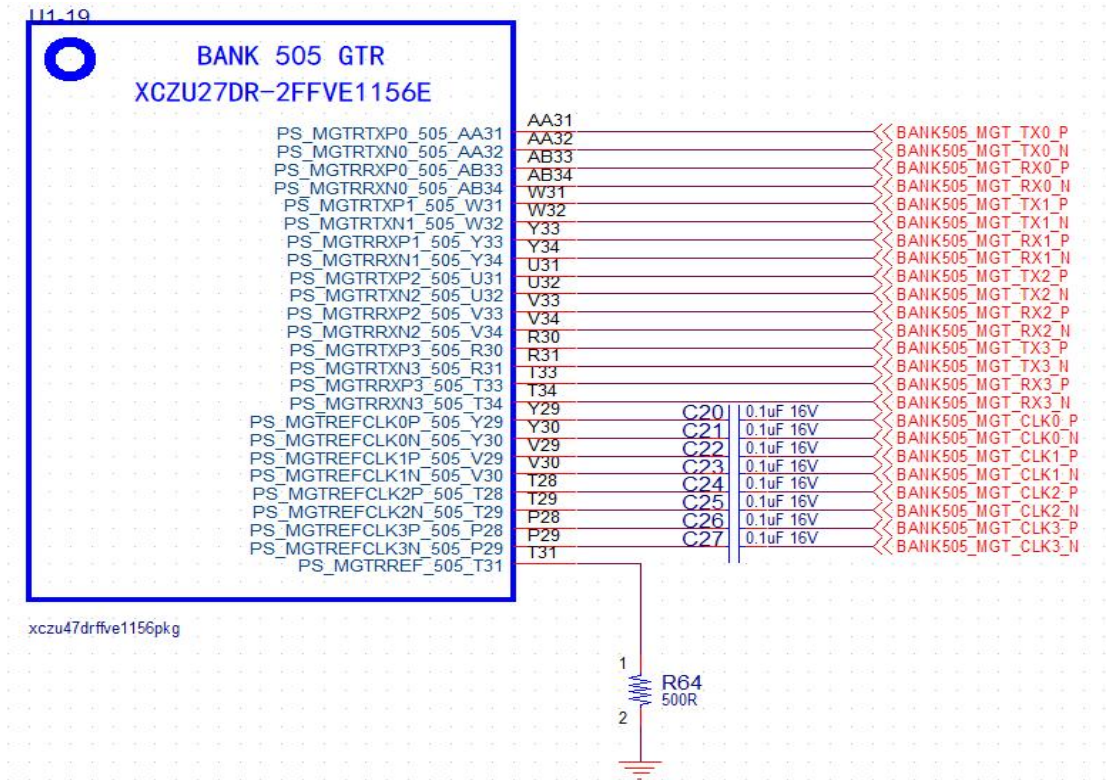 U1-19
BANK 505 GTR
XCZU27DR-2FFVE1156E
PS_MGTRTXP0_505_AA31 AA31 BANK505_MGT_TX0_P
PS_MGTRTXN0_505_AA32 AA32 BANK505_MGT_TX0_N
PS_MGTRRXP0_505_AB33 AB33 BANK505_MGT_RX0_P
PS_MGTRRXN0_505_AB34 AB34 BANK505_MGT_RX0_N
PS_MGTRTXP1_505_W31 W31 BANK505_MGT_TX1_P
PS_MGTRTXN1_505_W32 W32 BANK505_MGT_TX1_N
PS_MGTRRXP1_505_Y33 Y33 BANK505_MGT_RX1_P
PS_MGTRRXN1_505_Y34 Y34 BANK505_MGT_RX1_N
PS_MGTRTXP2_505_U31 U31 BANK505_MGT_TX2_P
PS_MGTRTXN2_505_U32 U32 BANK505_MGT_TX2_N
PS_MGTRRXP2_505_V33 V33 BANK505_MGT_RX2_P
PS_MGTRRXN2_505_V34 V34 BANK505_MGT_RX2_N
PS_MGTRTXP3_505_R30 R30 BANK505_MGT_TX3_P
PS_MGTRTXN3_505_R31 R31 BANK505_MGT_TX3_N
PS_MGTRRXP3_505_T33 T33 BANK505_MGT_RX3_P
PS_MGTRRXN3_505_T34 T34 BANK505_MGT_RX3_N
PS_MGTREFCLK0P_505_Y29 Y29 C20 0.1uF 16V BANK505_MGT_CLK0_P
PS_MGTREFCLK0N_505_Y30 Y30 C21 0.1uF 16V BANK505_MGT_CLK0_N
PS_MGTREFCLK1P_505_V29 V29 C22 0.1uF 16V BANK505_MGT_CLK1_P
PS_MGTREFCLK1N_505_V30 V30 C23 0.1uF 16V BANK505_MGT_CLK1_N
PS_MGTREFCLK2P_505_T28 T28 C24 0.1uF 16V BANK505_MGT_CLK2_P
PS_MGTREFCLK2N_505_T29 T29 C25 0.1uF 16V BANK505_MGT_CLK2_N
PS_MGTREFCLK3P_505_P28 P28 C26 0.1uF 16V BANK505_MGT_CLK3_P
PS_MGTREFCLK3N_505_P29 P29 C27 0.1uF 16V BANK505_MGT_CLK3_N
PS_MGTRREF_505_T31 T31
xczu47drffve1156pkg
1
R64
500R
2